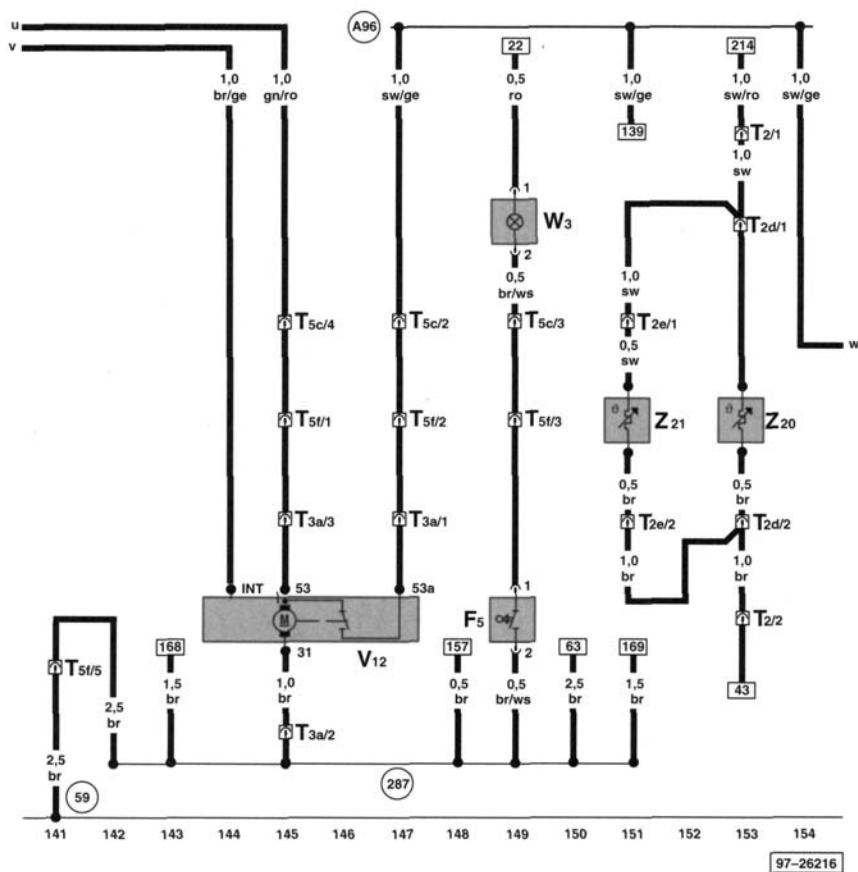 u
v
A96
22
214
1,0 br/ge
1,0 gn/ro
1,0 sw/ge
0,5 ro
1,0 sw/ge
1,0 sw/ro
1,0 sw/ge
139
T2/1
1,0 sw
1
W3
2
T2d/1
0,5 br/ws
1,0 sw
T5c/4
T5c/2
T5c/3
T2e/1
w
0,5 sw
T5f/1
T5f/2
T5f/3
Z21
Z20
0,5 br
0,5 br
T3a/3
T3a/1
T2e/2
T2d/2
1,0 br
1,0 br
INT
53
53a
1
M
F5
T2/2
2
31
V12
168
157
63
169
T5f/5
43
1,5 br
1,0 br
0,5 br
0,5 br/ws
2,5 br
1,5 br
2,5 br
T3a/2
2,5 br
59
287
141 142 143 144 145 146 147 148 149 150 151 152 153 154
97-26216